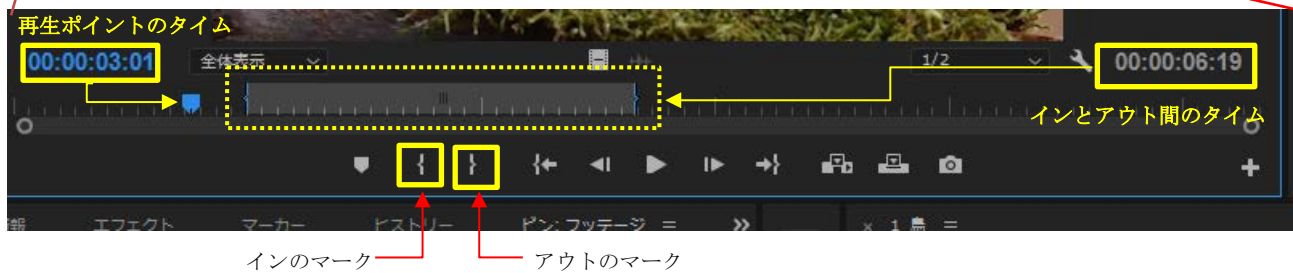 再生ポイントのタイム
00:00:03:01
全体表示
1/2
00:00:06:19
インとアウト間のタイム
報
エフェクト
マーカー
ヒストリー
ビン: フッテージ
1 鳥
インのマーク
アウトのマーク